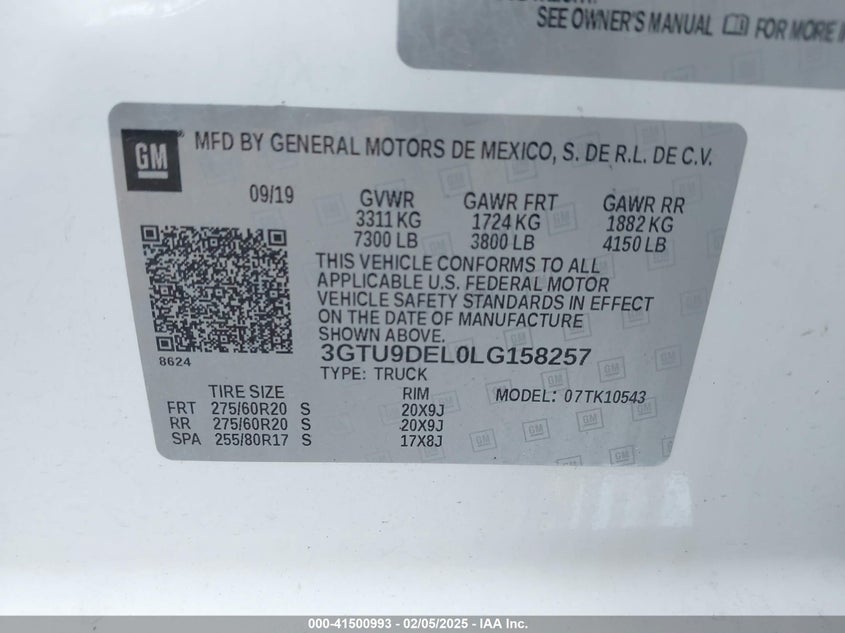 SEE OWNER'S MANUAL FOR MORE
GM
MFD BY GENERAL MOTORS DE MEXICO, S. DE R.L. DE C.V.
09/19 GVWR GAWR FRT GAWR RR
3311 KG 1724 KG 1882 KG
7300 LB 3800 LB 4150 LB
THIS VEHICLE CONFORMS TO ALL
APPLICABLE U.S. FEDERAL MOTOR
VEHICLE SAFETY STANDARDS IN EFFECT
ON THE DATE OF MANUFACTURE
SHOWN ABOVE.
8624
3GTU9DEL0LG158257
TYPE: TRUCK
TIRE SIZE RIM MODEL: 07TK10543
FRT 275/60R20 S 20X9J
RR 275/60R20 S 20X9J
SPA 255/80R17 S 17X8J
000-41500993 - 02/05/2025 - IAA Inc.